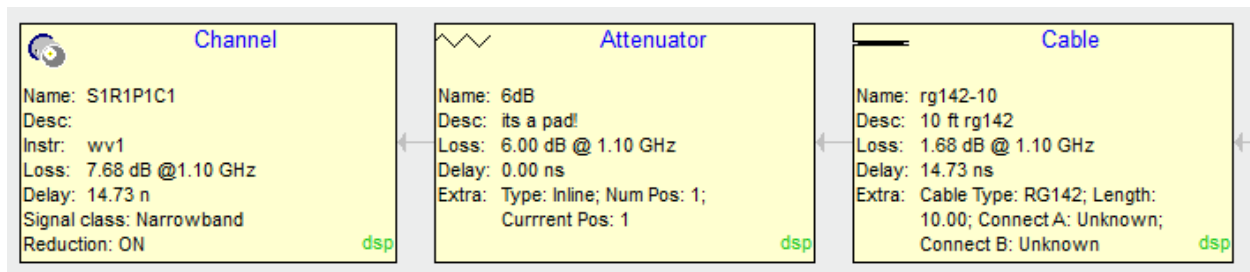 Channel
Name: S1R1P1C1
Desc:
Instr: wv1
Loss: 7.68 dB @1.10 GHz
Delay: 14.73 n
Signal class: Narrowband
Reduction: ON
dsp
Attenuator
Name: 6dB
Desc: its a pad!
Loss: 6.00 dB @ 1.10 GHz
Delay: 0.00 ns
Extra: Type: Inline; Num Pos: 1;
Currrent Pos: 1
dsp
Cable
Name: rg142-10
Desc: 10 ft rg142
Loss: 1.68 dB @ 1.10 GHz
Delay: 14.73 ns
Extra: Cable Type: RG142; Length:
10.00; Connect A: Unknown;
Connect B: Unknown
dsp